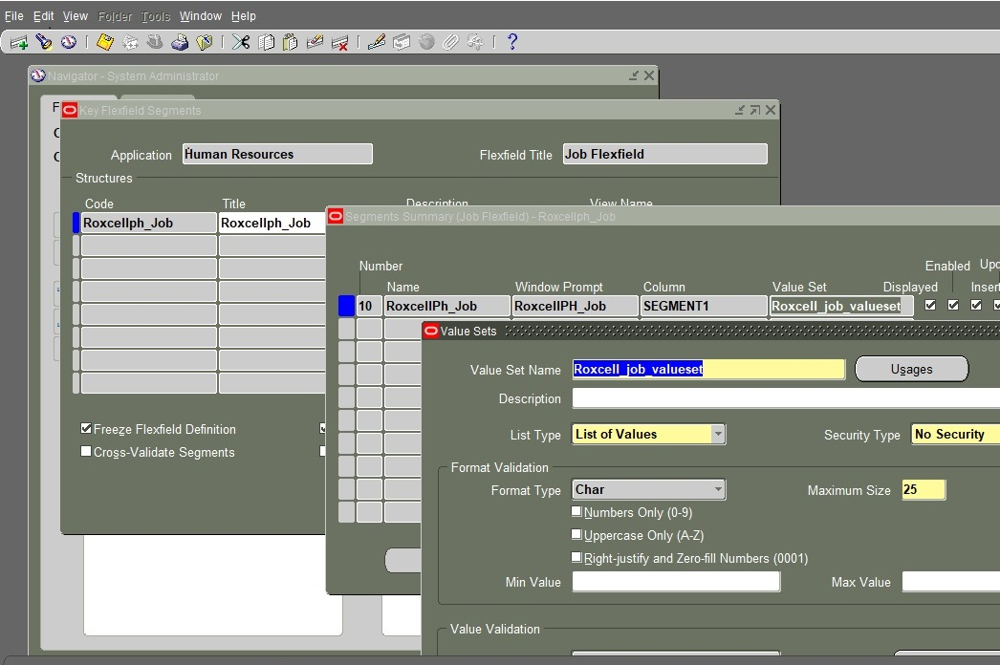 File Edit View Folder Tools Window Help
?
Navigator - System Administrator
Key Flexfield Segments
Application Human Resources Flexfield Title Job Flexfield
Structures
Code Title Description View Name
Roxcellph_Job Roxcellph_Job
Segments Summary (Job Flexfield) - Roxcellph_Job
Number Enabled
Name Window Prompt Column Value Set Displayed Insert
10 RoxcellPh_Job RoxcellPH_Job SEGMENT1 Roxcell_job_valueset
Value Sets
Value Set Name Roxcell_job_valueset Usages
Description
List Type List of Values Security Type No Security
Format Validation
Format Type Char Maximum Size 25
Numbers Only (0-9)
Uppercase Only (A-Z)
Right-justify and Zero-fill Numbers (0001)
Min Value Max Value
Value Validation
Freeze Flexfield Definition
Cross-Validate Segments